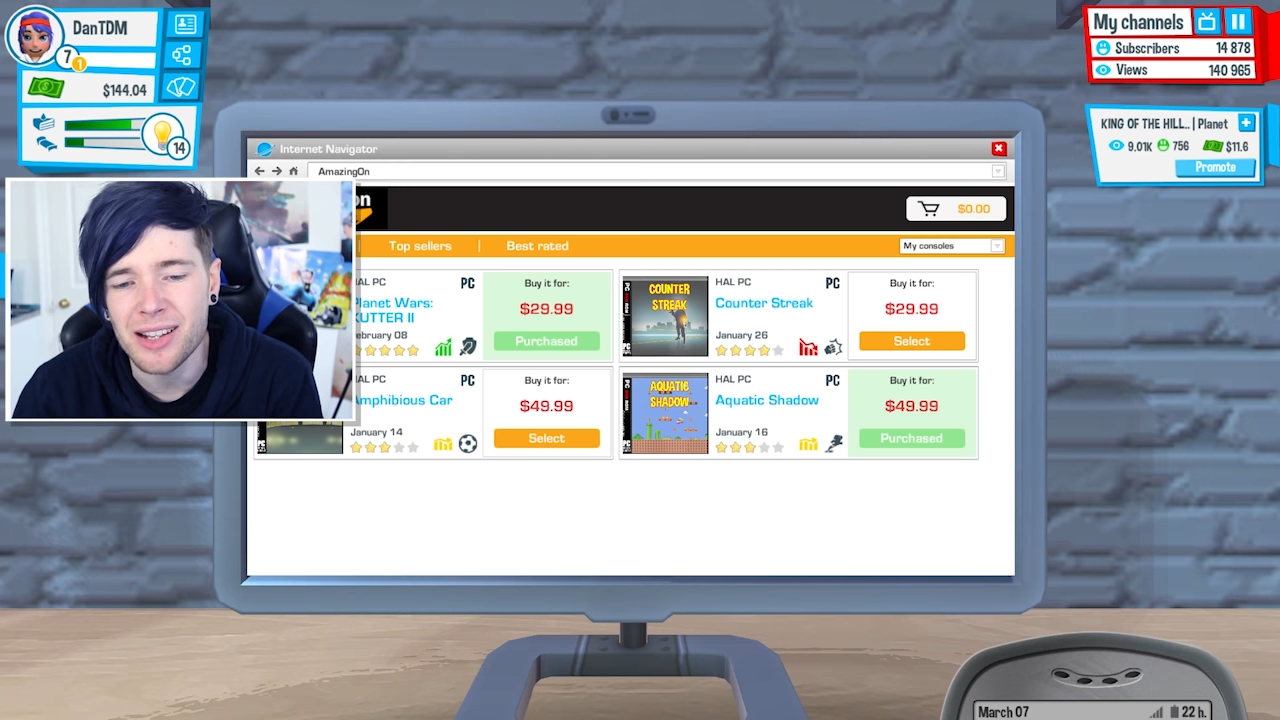 DanTDM
7
1
$144.04
14
My channels
Subscribers 14 878
Views 140 965
KING OF THE HILL.. | Planet
9.01K 756 $11.6
Promote
Internet Navigator
AmazingOn
on
$0.00
Top sellers | Best rated
My consoles
HAL PC PC
Planet Wars:
KUTTER II
February 08
Buy it for:
$29.99
Purchased
COUNTER
STREAK
HAL PC PC
Counter Streak
January 26
Buy it for:
$29.99
Select
HAL PC PC
Amphibious Car
January 14
Buy it for:
$49.99
Select
AQUATIC
SHADOW
HAL PC PC
Aquatic Shadow
January 16
Buy it for:
$49.99
Purchased
March 07 22 h.